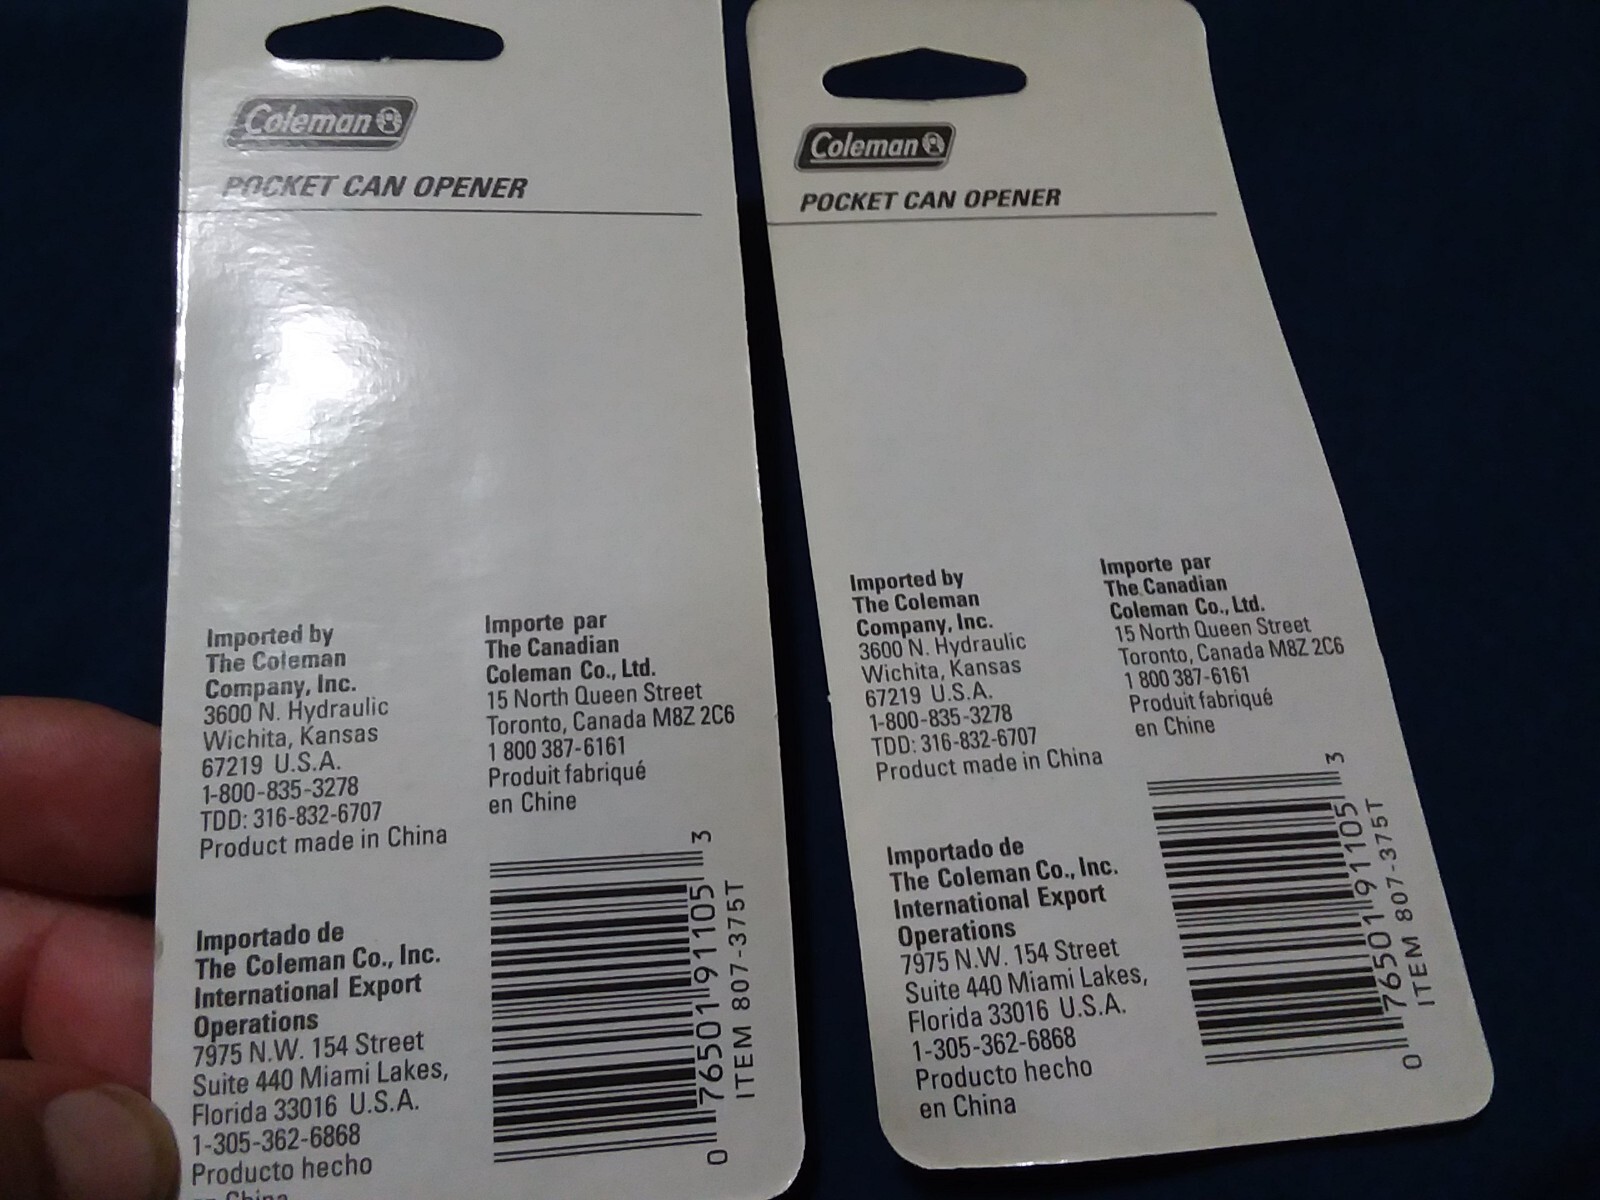 Coleman
POCKET CAN OPENER
Imported by
The Coleman
Company, Inc.
3600 N. Hydraulic
Wichita, Kansas
67219 U.S.A.
1-800-835-3278
TDD: 316-832-6707
Product made in China
Importe par
The Canadian
Coleman Co., Ltd.
15 North Queen Street
Toronto, Canada M8Z 2C6
1 800 387-6161
Produit fabriqué
en Chine
Importado de
The Coleman Co., Inc.
International Export
Operations
7975 N.W. 154 Street
Suite 440 Miami Lakes,
Florida 33016 U.S.A.
1-305-362-6868
Producto hecho
en China
0 76501 91105 3
ITEM 807-375T
Coleman
POCKET CAN OPENER
Imported by
The Coleman
Company, Inc.
3600 N. Hydraulic
Wichita, Kansas
67219 U.S.A.
1-800-835-3278
TDD: 316-832-6707
Product made in China
Importe par
The Canadian
Coleman Co., Ltd.
15 North Queen Street
Toronto, Canada M8Z 2C6
1 800 387-6161
Produit fabriqué
en Chine
Importado de
The Coleman Co., Inc.
International Export
Operations
7975 N.W. 154 Street
Suite 440 Miami Lakes,
Florida 33016 U.S.A.
1-305-362-6868
Producto hecho
en China
0 76501 91105 3
ITEM 807-375T